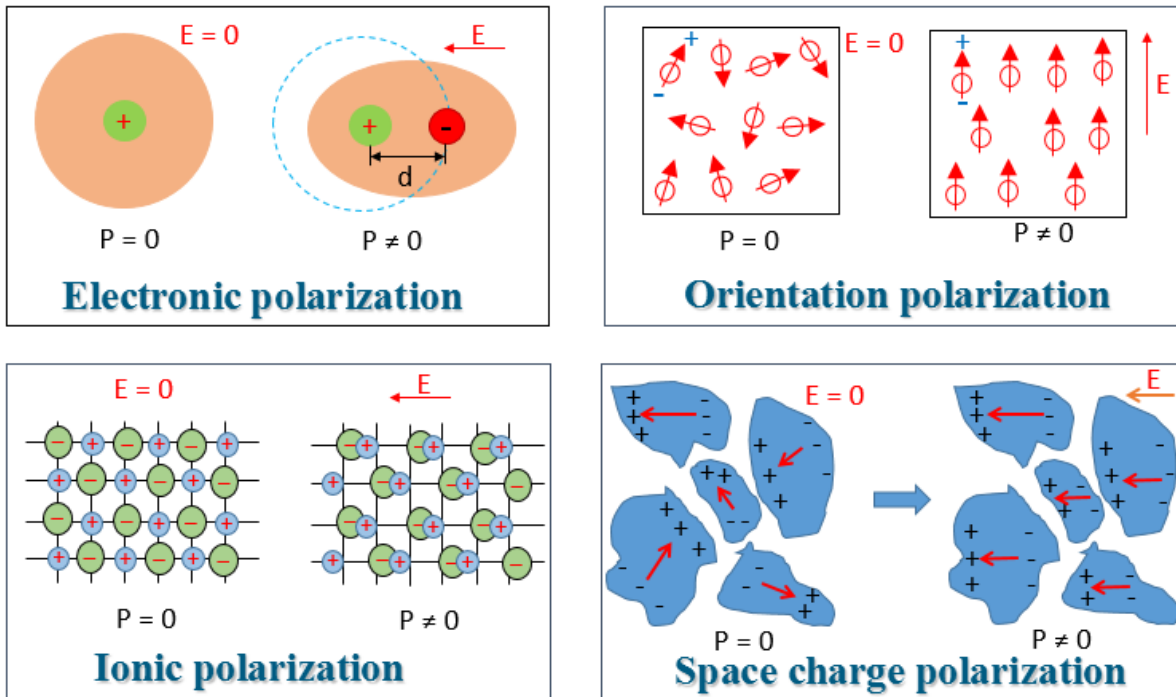 E = 0
E
+
+
-
d
P = 0
P ≠ 0
Electronic polarization
+
-
E = 0
+
-
E
P = 0
P ≠ 0
Orientation polarization
E = 0
E
− + − + − +
+ − + − + −
− + − + − +
+ − + − + −
− + − + − +
+ − + − + −
− + − + − +
+ − + − + −
P = 0
P ≠ 0
Ionic polarization
E = 0
E
+ + + - - -
+ + + - - -
+ + - -
+ + + - - -
+ + - -
+ + + - - -
+ + + - - -
+ + - -
+ + + - - -
+ + - -
P = 0
P ≠ 0
Space charge polarization